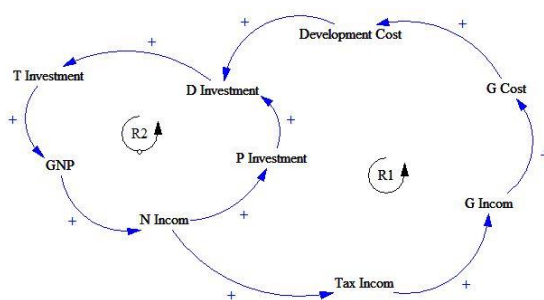 Development Cost
+
+
T Investment
D Investment
G Cost
+
+
+
R2
P Investment
GNP
R1
+
G Incom
N Incom
+
+
Tax Incom
+
+